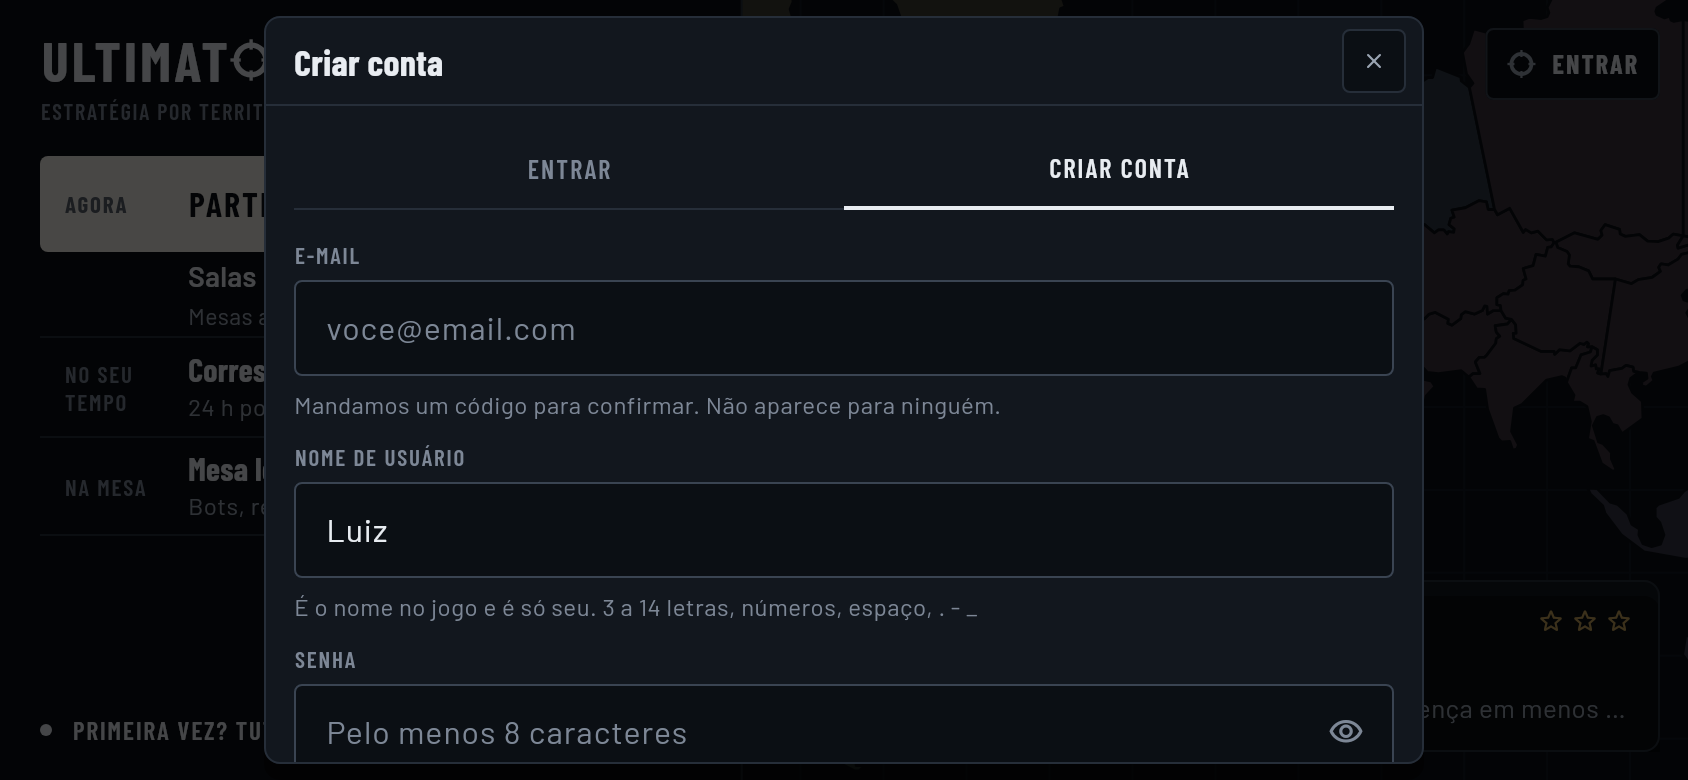 Criar conta
ENTRAR
CRIAR CONTA
E-MAIL
voce@email.com
Mandamos um código para confirmar. Não aparece para ninguém.
NOME DE USUÁRIO
Luiz
É o nome no jogo e é só seu. 3 a 14 letras, números, espaço, . - _
SENHA
Pelo menos 8 caracteres
ULTIMAT
ESTRATÉGIA POR TERRIT
AGORA
PARTI
Salas
Mesas a
NO SEU
TEMPO
Corres
24 h po
NA MESA
Mesa l
Bots, re
PRIMEIRA VEZ? TU
ENTRAR
ença em menos ...